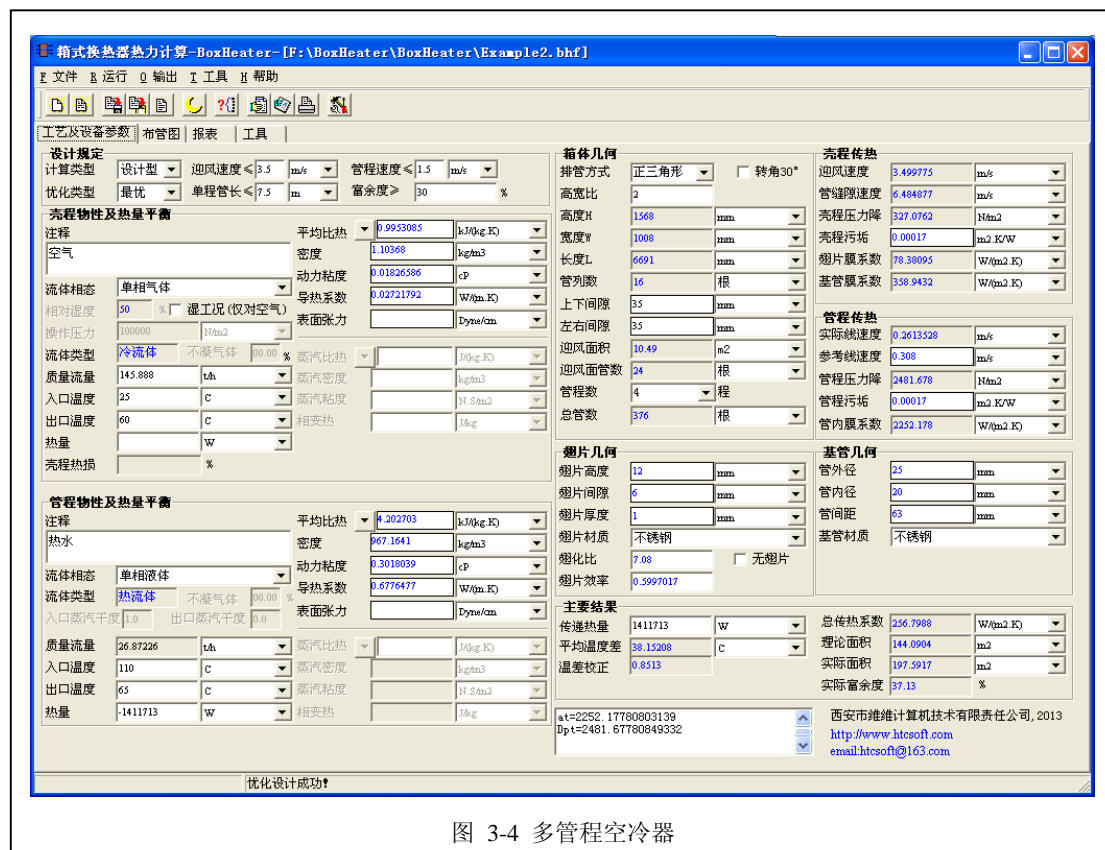 箱式换热器热力计算-BoxHeater-[F:\BoxHeater\BoxHeater\Example2.bhf]
F 文件 R 运行 O 输出 T 工具 H 帮助
工艺及设备参数 布管图 报表 工具
设计规定
计算类型 设计型 迎风速度≤ 3.5 m/s 管程速度≤ 1.5 m/s
优化类型 最优 单程管长≤ 7.5 m 富余度≥ 30 %
壳程物性及热量平衡
注释 平均比热 0.9953085 kJ/(kg.K)
空气 密度 1.10368 kg/m3
动力粘度 0.01826586 cP
流体相态 单相气体 导热系数 0.02721792 W/(m.K)
相对湿度 50 % 湿工况(仅对空气) 表面张力 Dyne/cm
操作压力 100000 N/m2
流体类型 冷流体 不凝气体 00.00 % 蒸汽比热 J/(kg.K)
质量流量 145.888 t/h 蒸汽密度 kg/m3
入口温度 25 C 蒸汽粘度 N.S/m2
出口温度 60 C 相变热 J/kg
热量 W
壳程热损 %
管程物性及热量平衡
注释 平均比热 4.202703 kJ/(kg.K)
热水 密度 967.1641 kg/m3
动力粘度 0.3018039 cP
流体相态 单相液体 导热系数 0.6776477 W/(m.K)
流体类型 热流体 不凝气体 00.00 % 表面张力 Dyne/cm
入口蒸汽干度 1.0 出口蒸汽干度 0.0
质量流量 26.87226 t/h 蒸汽比热 J/(kg.K)
入口温度 110 C 蒸汽密度 kg/m3
出口温度 65 C 蒸汽粘度 N.S/m2
热量 -1411713 W 相变热 J/kg
箱体几何
排管方式 正三角形 转角30°
高宽比 2
高度H 1568 mm
宽度W 1008 mm
长度L 6691 mm
管列数 16 根
上下间隙 35 mm
左右间隙 35 mm
迎风面积 10.49 m2
迎风面管数 24 根
管程数 4 程
总管数 376 根
壳程传热
迎风速度 3.499775 m/s
管缝隙速度 6.484877 m/s
壳程压力降 327.0762 N/m2
壳程污垢 0.00017 m2.K/W
翅片膜系数 78.38095 W/(m2.K)
基管膜系数 358.9432 W/(m2.K)
管程传热
实际线速度 0.2613528 m/s
参考线速度 0.308 m/s
管程压力降 2481.678 N/m2
管程污垢 0.00017 m2.K/W
管内膜系数 2252.178 W/(m2.K)
翅片几何
翅片高度 12 mm
翅片间隙 6 mm
翅片厚度 1 mm
翅片材质 不锈钢
翅化比 7.08 无翅片
翅片效率 0.5997017
基管几何
管外径 25 mm
管内径 20 mm
管间距 63 mm
基管材质 不锈钢
主要结果
传递热量 1411713 W 总传热系数 256.7988 W/(m2.K)
平均温度差 38.15208 C 理论面积 144.0904 m2
温差校正 0.8513 实际面积 197.5917 m2
实际富余度 37.13 %
at=2252.17780803139
Dpt=2481.67780849332
西安市维维计算机技术有限责任公司,2013
http://www.htcsoft.com
email:htcsoft@163.com
优化设计成功!
图 3-4 多管程空冷器